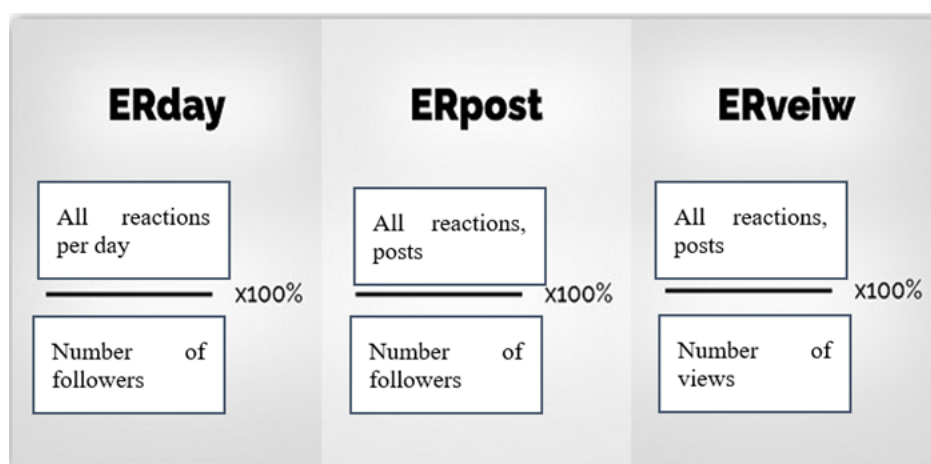 ERday
All reactions
per day
x100%
Number of
followers
ERpost
All reactions,
posts
x100%
Number of
followers
ERveiw
All reactions,
posts
x100%
Number of
views